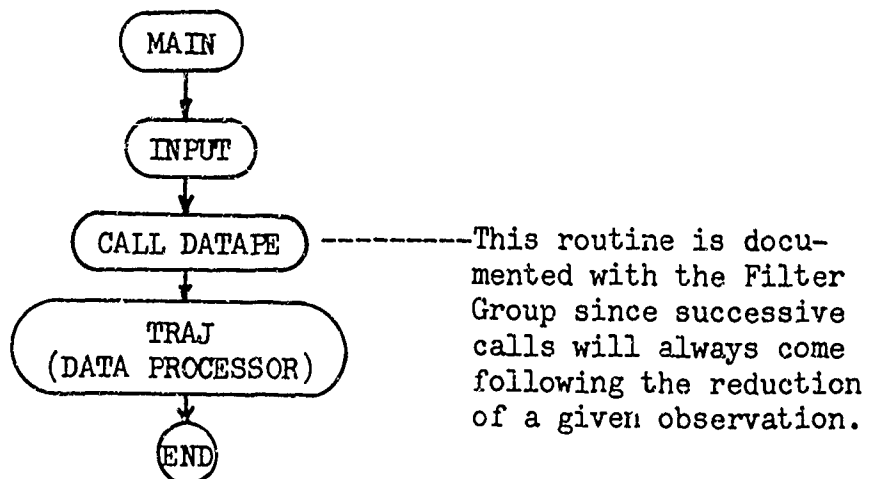 MAIN
INPUT
CALL DATAPE
This routine is docu-
mented with the Filter
Group since successive
calls will always come
following the reduction
of a given observation.
TRAJ
(DATA PROCESSOR)
END